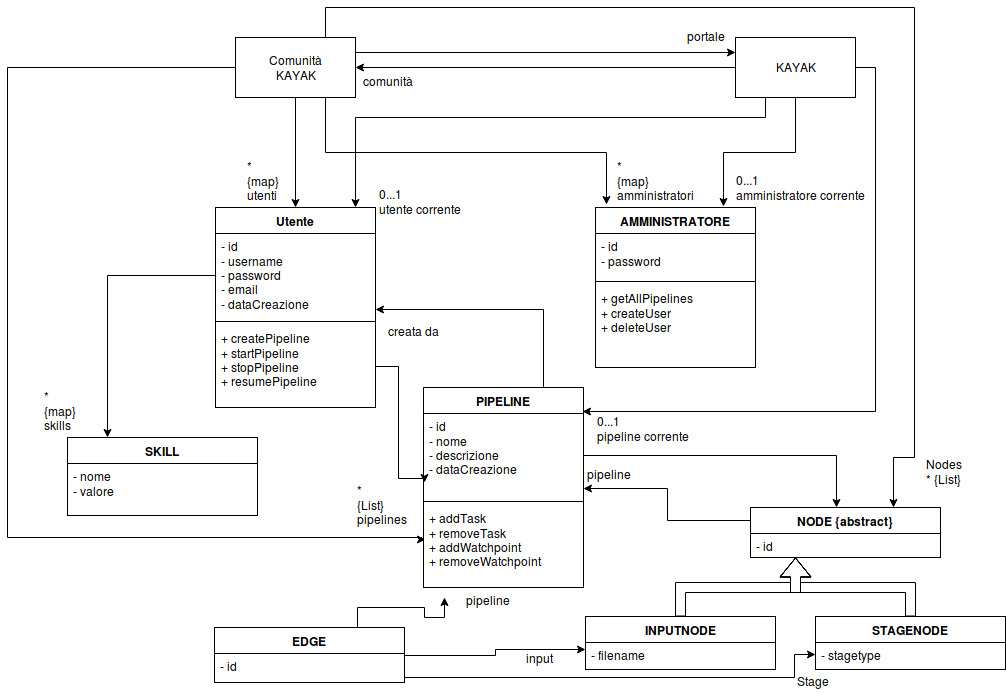 portale
Comunità
KAYAK
KAYAK
comunità
*
{map}
utenti
0...1
utente corrente
*
{map}
amministratori
0...1
amministratore corrente
Utente
- id
- username
- password
- email
- dataCreazione
+ createPipeline
+ startPipeline
+ stopPipeline
+ resumePipeline
AMMINISTRATORE
- id
- password
+ getAllPipelines
+ createUser
+ deleteUser
creata da
*
{map}
skills
SKILL
- nome
- valore
PIPELINE
- id
- nome
- descrizione
- dataCreazione
+ addTask
+ removeTask
+ addWatchpoint
+ removeWatchpoint
0...1
pipeline corrente
*
{List}
pipelines
pipeline
Nodes
* {List}
NODE {abstract}
- id
pipeline
EDGE
- id
input
INPUTNODE
- filename
STAGENODE
- stagetype
Stage